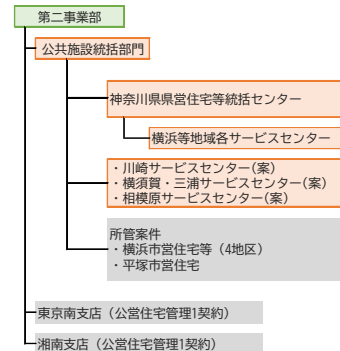 第二事業部
公共施設統括部門
神奈川県県営住宅等統括センター
横浜等地域各サービスセンター
・川崎サービスセンター(案)
・横須賀・三浦サービスセンター(案)
・相模原サービスセンター(案)
所管案件
・横浜市営住宅等（4地区）
・平塚市営住宅
東京南支店（公営住宅管理1契約）
湘南支店（公営住宅管理1契約）